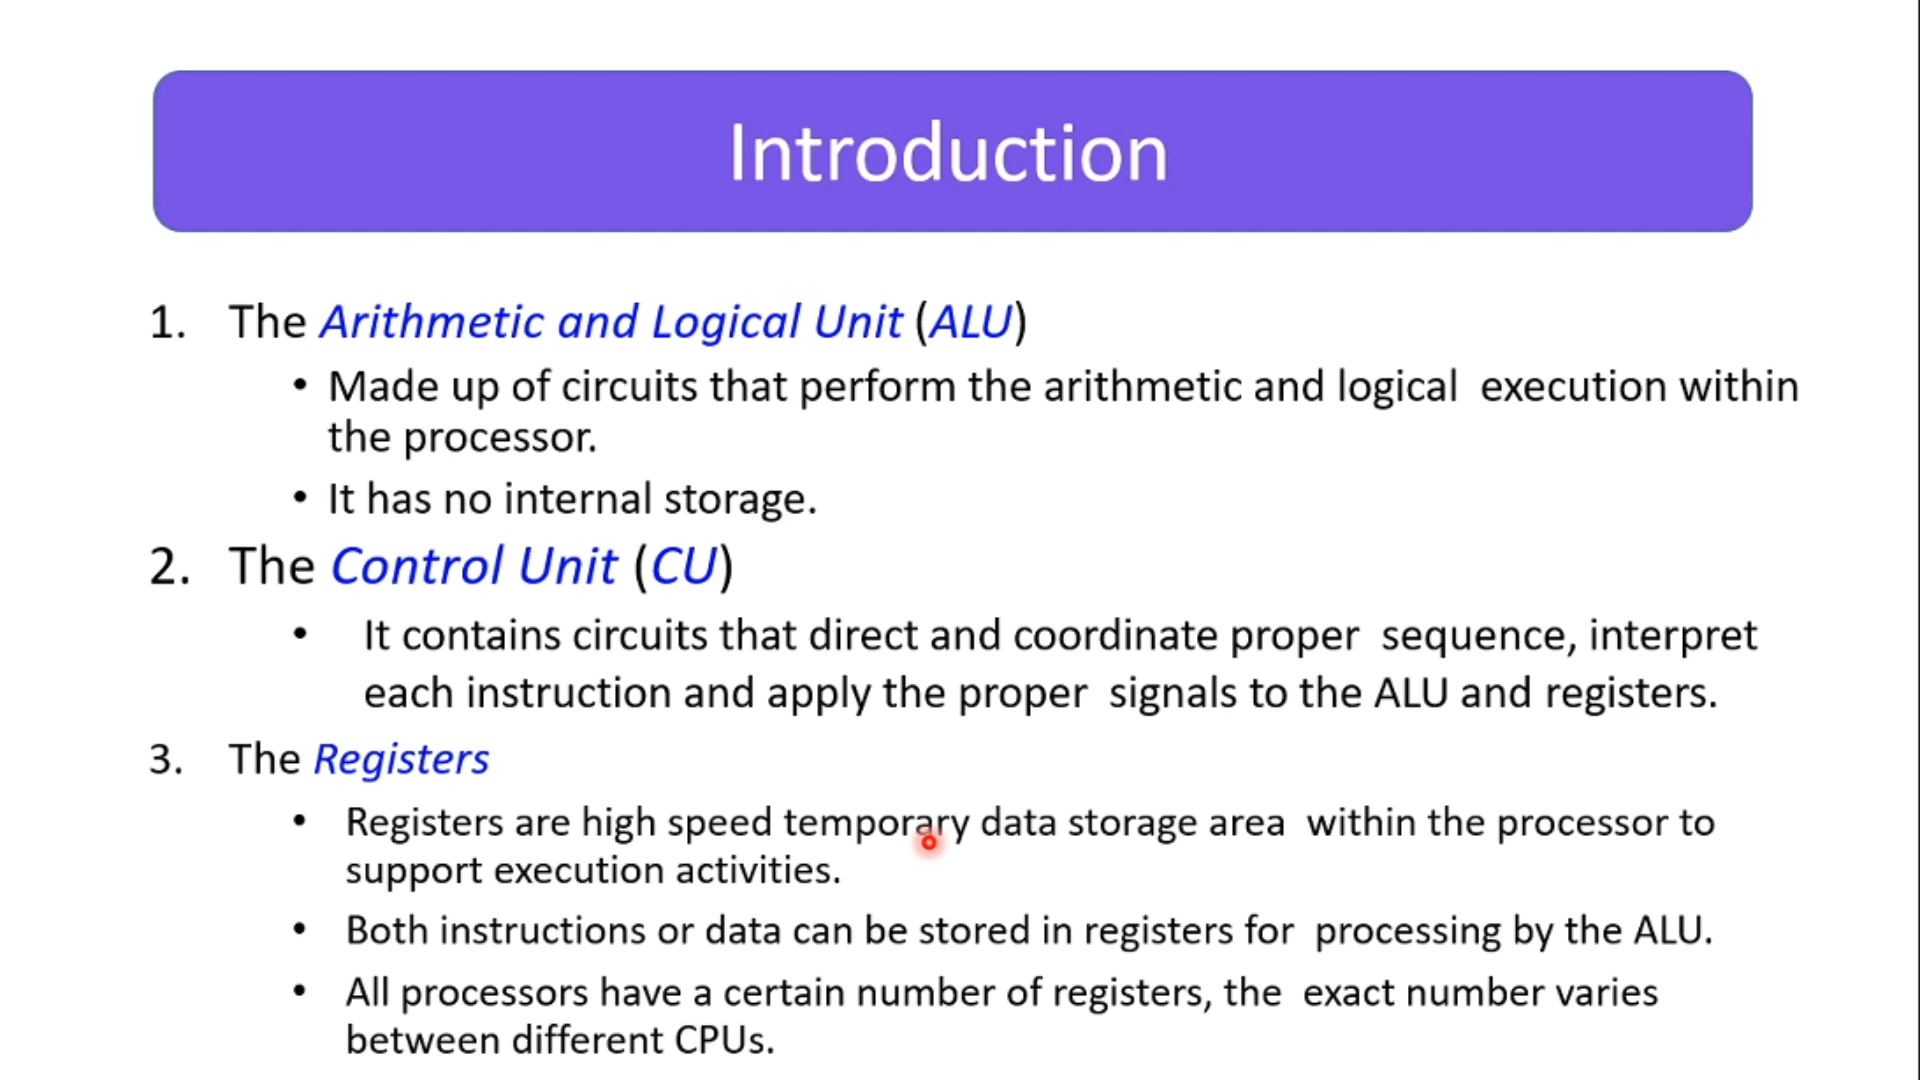 Introduction
1. The Arithmetic and Logical Unit (ALU)
• Made up of circuits that perform the arithmetic and logical execution within
the processor.
• It has no internal storage.
2. The Control Unit (CU)
• It contains circuits that direct and coordinate proper sequence, interpret
each instruction and apply the proper signals to the ALU and registers.
3. The Registers
• Registers are high speed temporary data storage area within the processor to
support execution activities.
• Both instructions or data can be stored in registers for processing by the ALU.
• All processors have a certain number of registers, the exact number varies
between different CPUs.